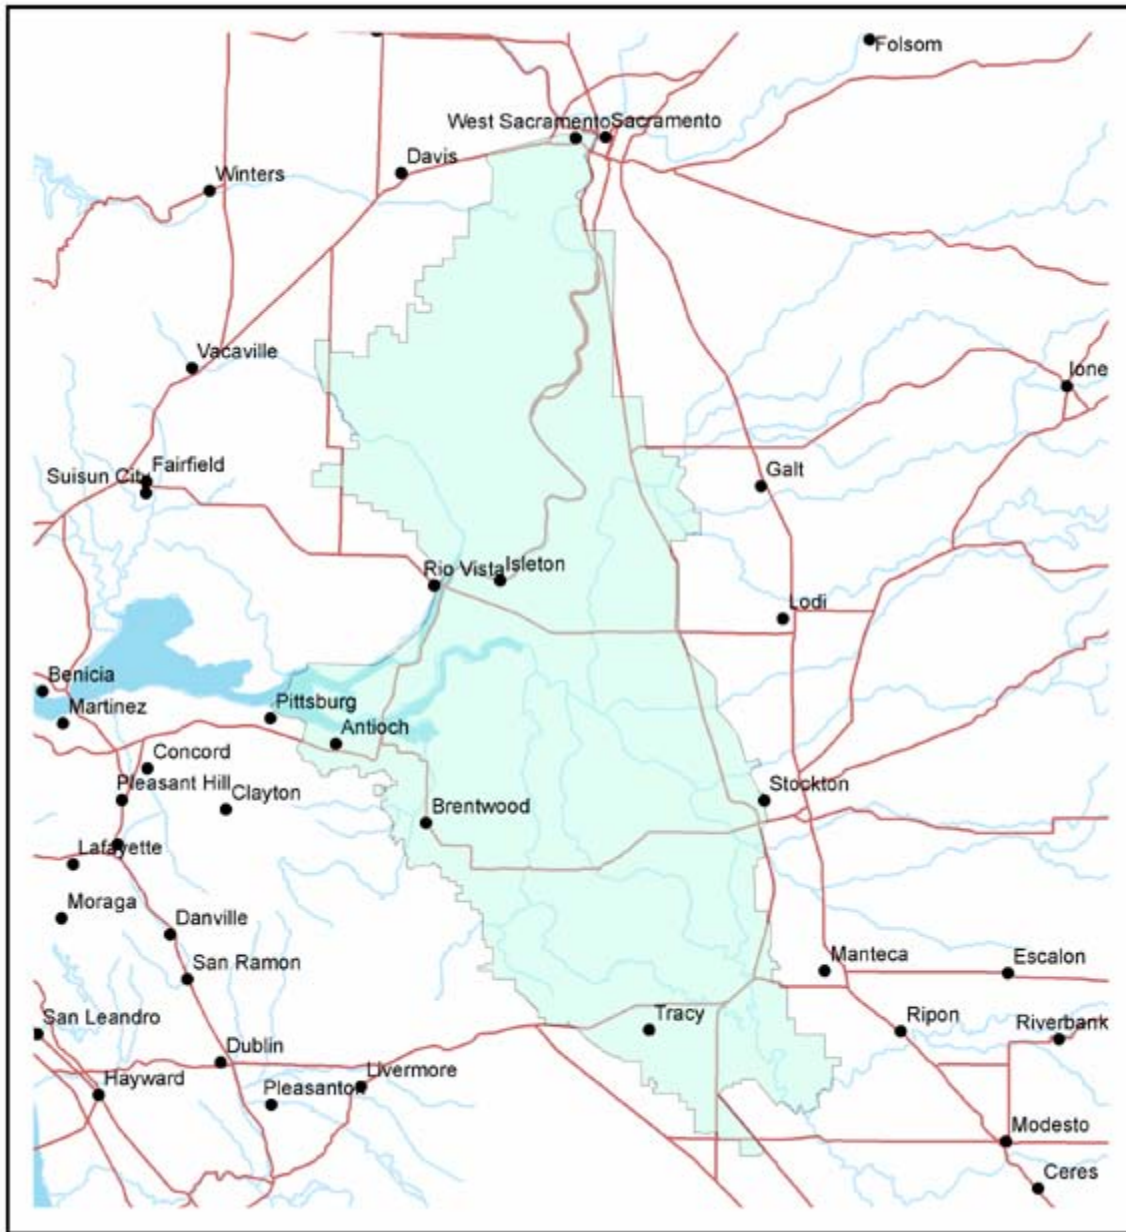 Folsom
West Sacramento
Sacramento
Davis
Winters
Vacaville
Ione
Fairfield
Suisun City
Galt
Rio Vista
Isleton
Lodi
Benicia
Pittsburg
Martinez
Antioch
Concord
Pleasant Hill
Clayton
Stockton
Brentwood
Lafayette
Moraga
Danville
Manteca
Escalon
San Ramon
San Leandro
Tracy
Ripon
Riverbank
Dublin
Hayward
Pleasanton
Livermore
Modesto
Ceres